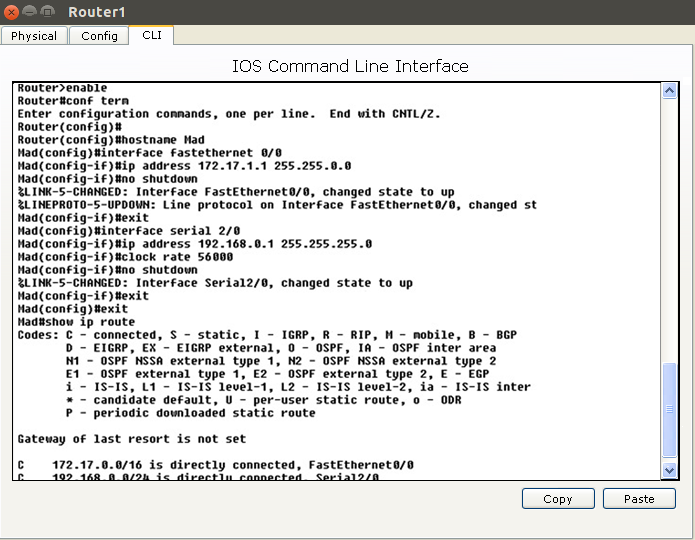 Router1
Physical Config CLI
IOS Command Line Interface
Router>enable
Router#conf term
Enter configuration commands, one per line.  End with CNTL/Z.
Router(config)#
Router(config)#hostname Mad
Mad(config)#interface fastethernet 0/0
Mad(config-if)#ip address 172.17.1.1 255.255.0.0
Mad(config-if)#no shutdown
%LINK-5-CHANGED: Interface FastEthernet0/0, changed state to up
%LINEPROTO-5-UPDOWN: Line protocol on Interface FastEthernet0/0, changed st
Mad(config-if)#exit
Mad(config)#interface serial 2/0
Mad(config-if)#ip address 192.168.0.1 255.255.255.0
Mad(config-if)#clock rate 56000
Mad(config-if)#no shutdown
%LINK-5-CHANGED: Interface Serial2/0, changed state to up
Mad(config-if)#exit
Mad(config)#exit
Mad#show ip route
Codes: C - connected, S - static, I - IGRP, R - RIP, M - mobile, B - BGP
D - EIGRP, EX - EIGRP external, O - OSPF, IA - OSPF inter area
N1 - OSPF NSSA external type 1, N2 - OSPF NSSA external type 2
E1 - OSPF external type 1, E2 - OSPF external type 2, E - EGP
i - IS-IS, L1 - IS-IS level-1, L2 - IS-IS level-2, ia - IS-IS inter
* - candidate default, U - per-user static route, o - ODR
P - periodic downloaded static route
Gateway of last resort is not set
C    172.17.0.0/16 is directly connected, FastEthernet0/0
C    192.168.0.0/24 is directly connected, Serial2/0
Copy Paste